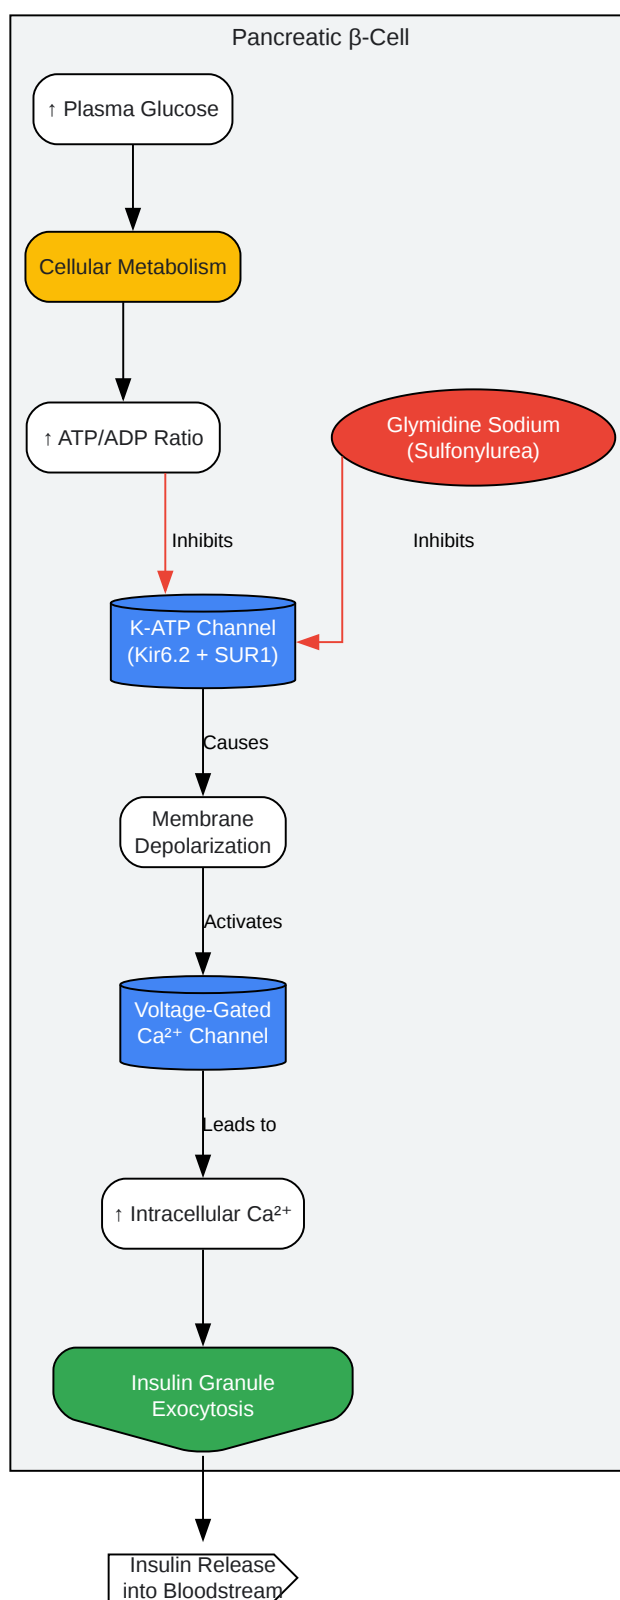 Pancreatic β-Cell
↑ Plasma Glucose
Cellular Metabolism
↑ ATP/ADP Ratio
Glymidine Sodium
(Sulfonylurea)
Inhibits
Inhibits
K-ATP Channel
(Kir6.2 + SUR1)
Causes
Membrane
Depolarization
Activates
Voltage-Gated
Ca²⁺ Channel
Leads to
↑ Intracellular Ca²⁺
Insulin Granule
Exocytosis
Insulin Release
into Bloodstream